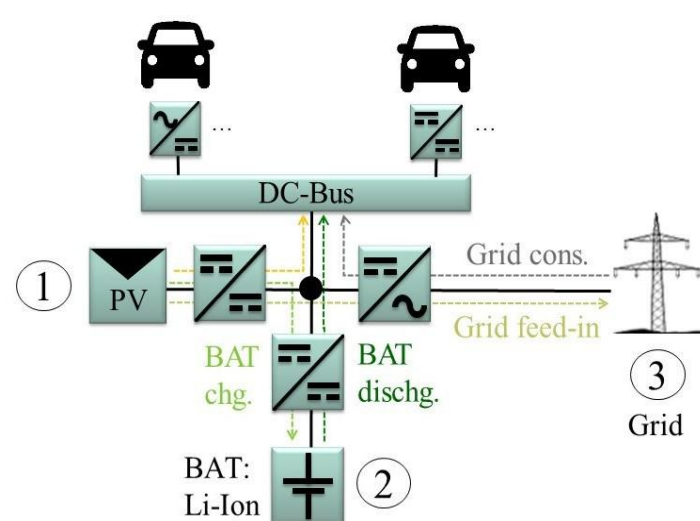 ...
...
DC-Bus
1
PV
Grid cons.
Grid feed-in
BAT
chg.
BAT
dischg.
3
Grid
BAT:
Li-Ion
2